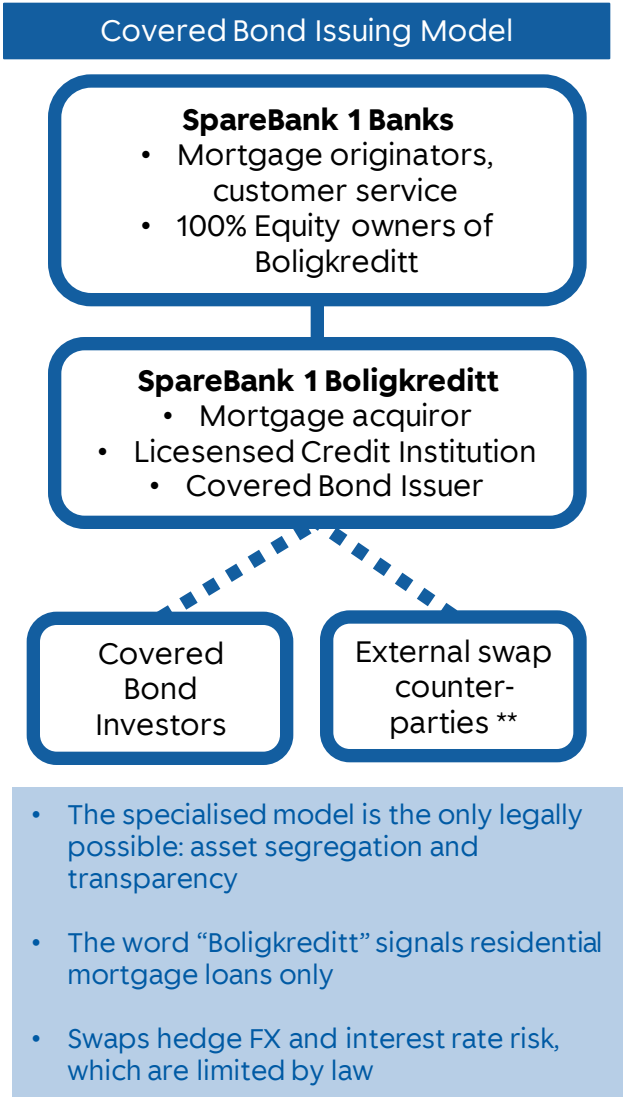 Covered Bond Issuing Model
SpareBank 1 Banks
• Mortgage originators,
customer service
• 100% Equity owners of
Boligkreditt
SpareBank 1 Boligkreditt
• Mortgage acquiror
• Licesensed Credit Institution
• Covered Bond Issuer
Covered
Bond
Investors
External swap
counter-
parties **
• The specialised model is the only legally
possible: asset segregation and
transparency
• The word “Boligkreditt” signals residential
mortgage loans only
• Swaps hedge FX and interest rate risk,
which are limited by law